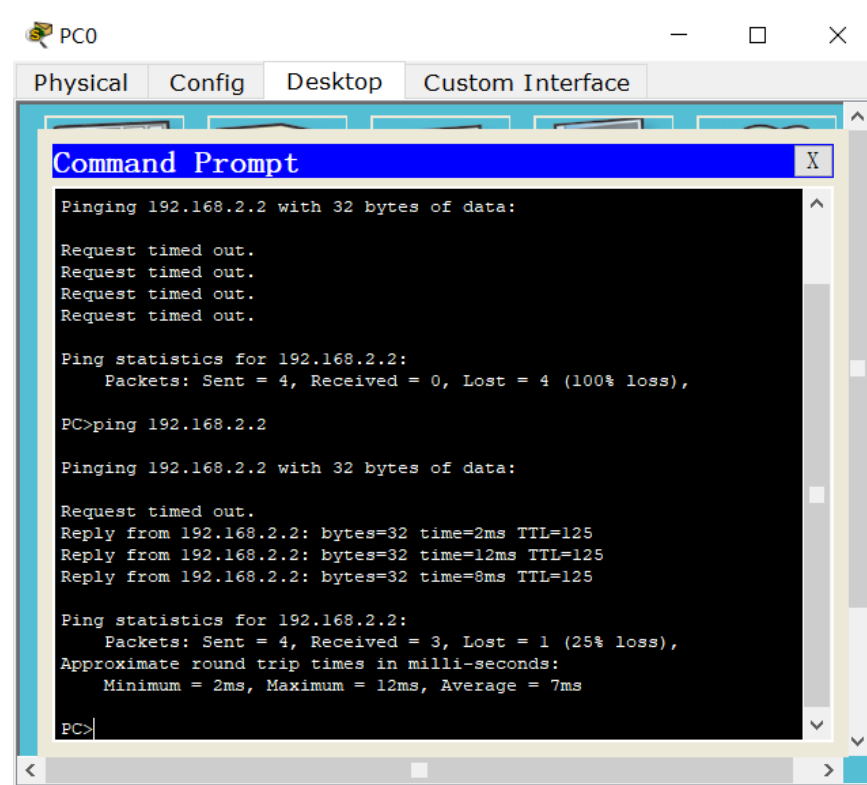 PC0
Physical Config Desktop Custom Interface
Command Prompt X
Pinging 192.168.2.2 with 32 bytes of data:
Request timed out.
Request timed out.
Request timed out.
Request timed out.
Ping statistics for 192.168.2.2:
Packets: Sent = 4, Received = 0, Lost = 4 (100% loss),
PC>ping 192.168.2.2
Pinging 192.168.2.2 with 32 bytes of data:
Request timed out.
Reply from 192.168.2.2: bytes=32 time=2ms TTL=125
Reply from 192.168.2.2: bytes=32 time=12ms TTL=125
Reply from 192.168.2.2: bytes=32 time=8ms TTL=125
Ping statistics for 192.168.2.2:
Packets: Sent = 4, Received = 3, Lost = 1 (25% loss),
Approximate round trip times in milli-seconds:
Minimum = 2ms, Maximum = 12ms, Average = 7ms
PC>